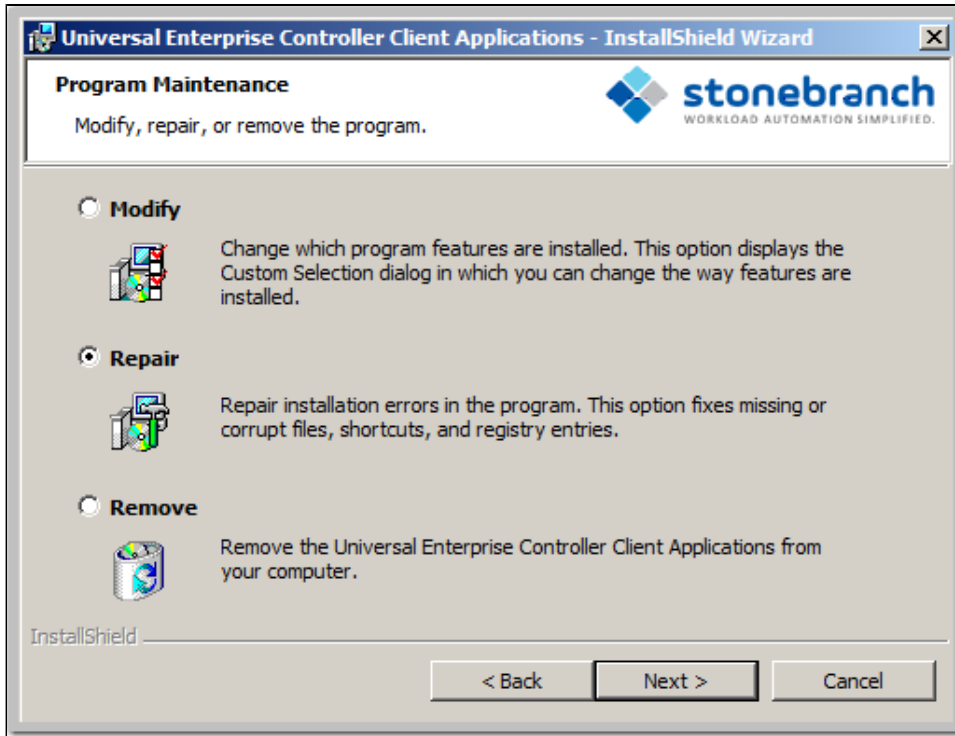 Universal Enterprise Controller Client Applications - InstallShield Wizard
Program Maintenance
Modify, repair, or remove the program.
stonebranch
WORKLOAD AUTOMATION SIMPLIFIED.
Modify
Change which program features are installed. This option displays the
Custom Selection dialog in which you can change the way features are
installed.
Repair
Repair installation errors in the program. This option fixes missing or
corrupt files, shortcuts, and registry entries.
Remove
Remove the Universal Enterprise Controller Client Applications from
your computer.
InstallShield
< Back
Next >
Cancel